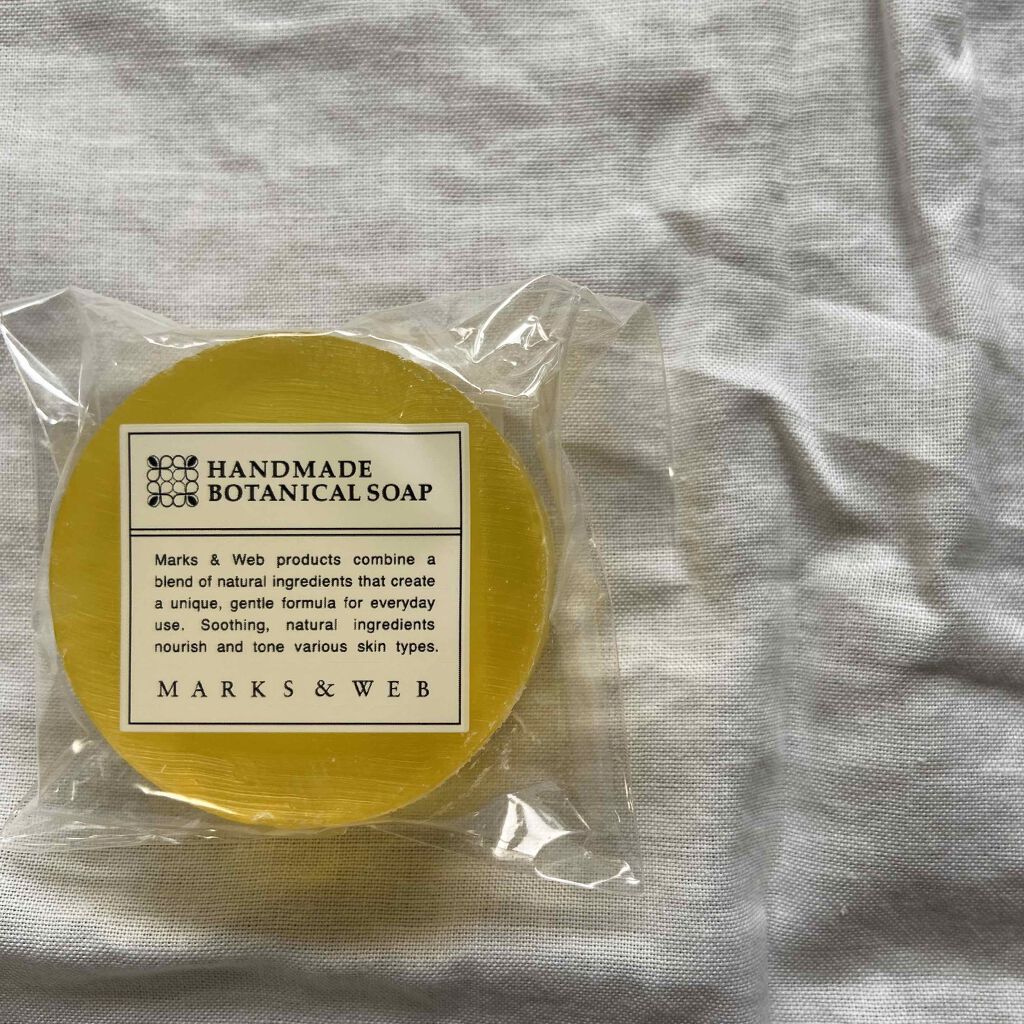 HANDMADE
BOTANICAL SOAP
Marks & Web products combine a
blend of natural ingredients that create
a unique, gentle formula for everyday
use. Soothing, natural ingredients
nourish and tone various skin types.
MARKS & WEB